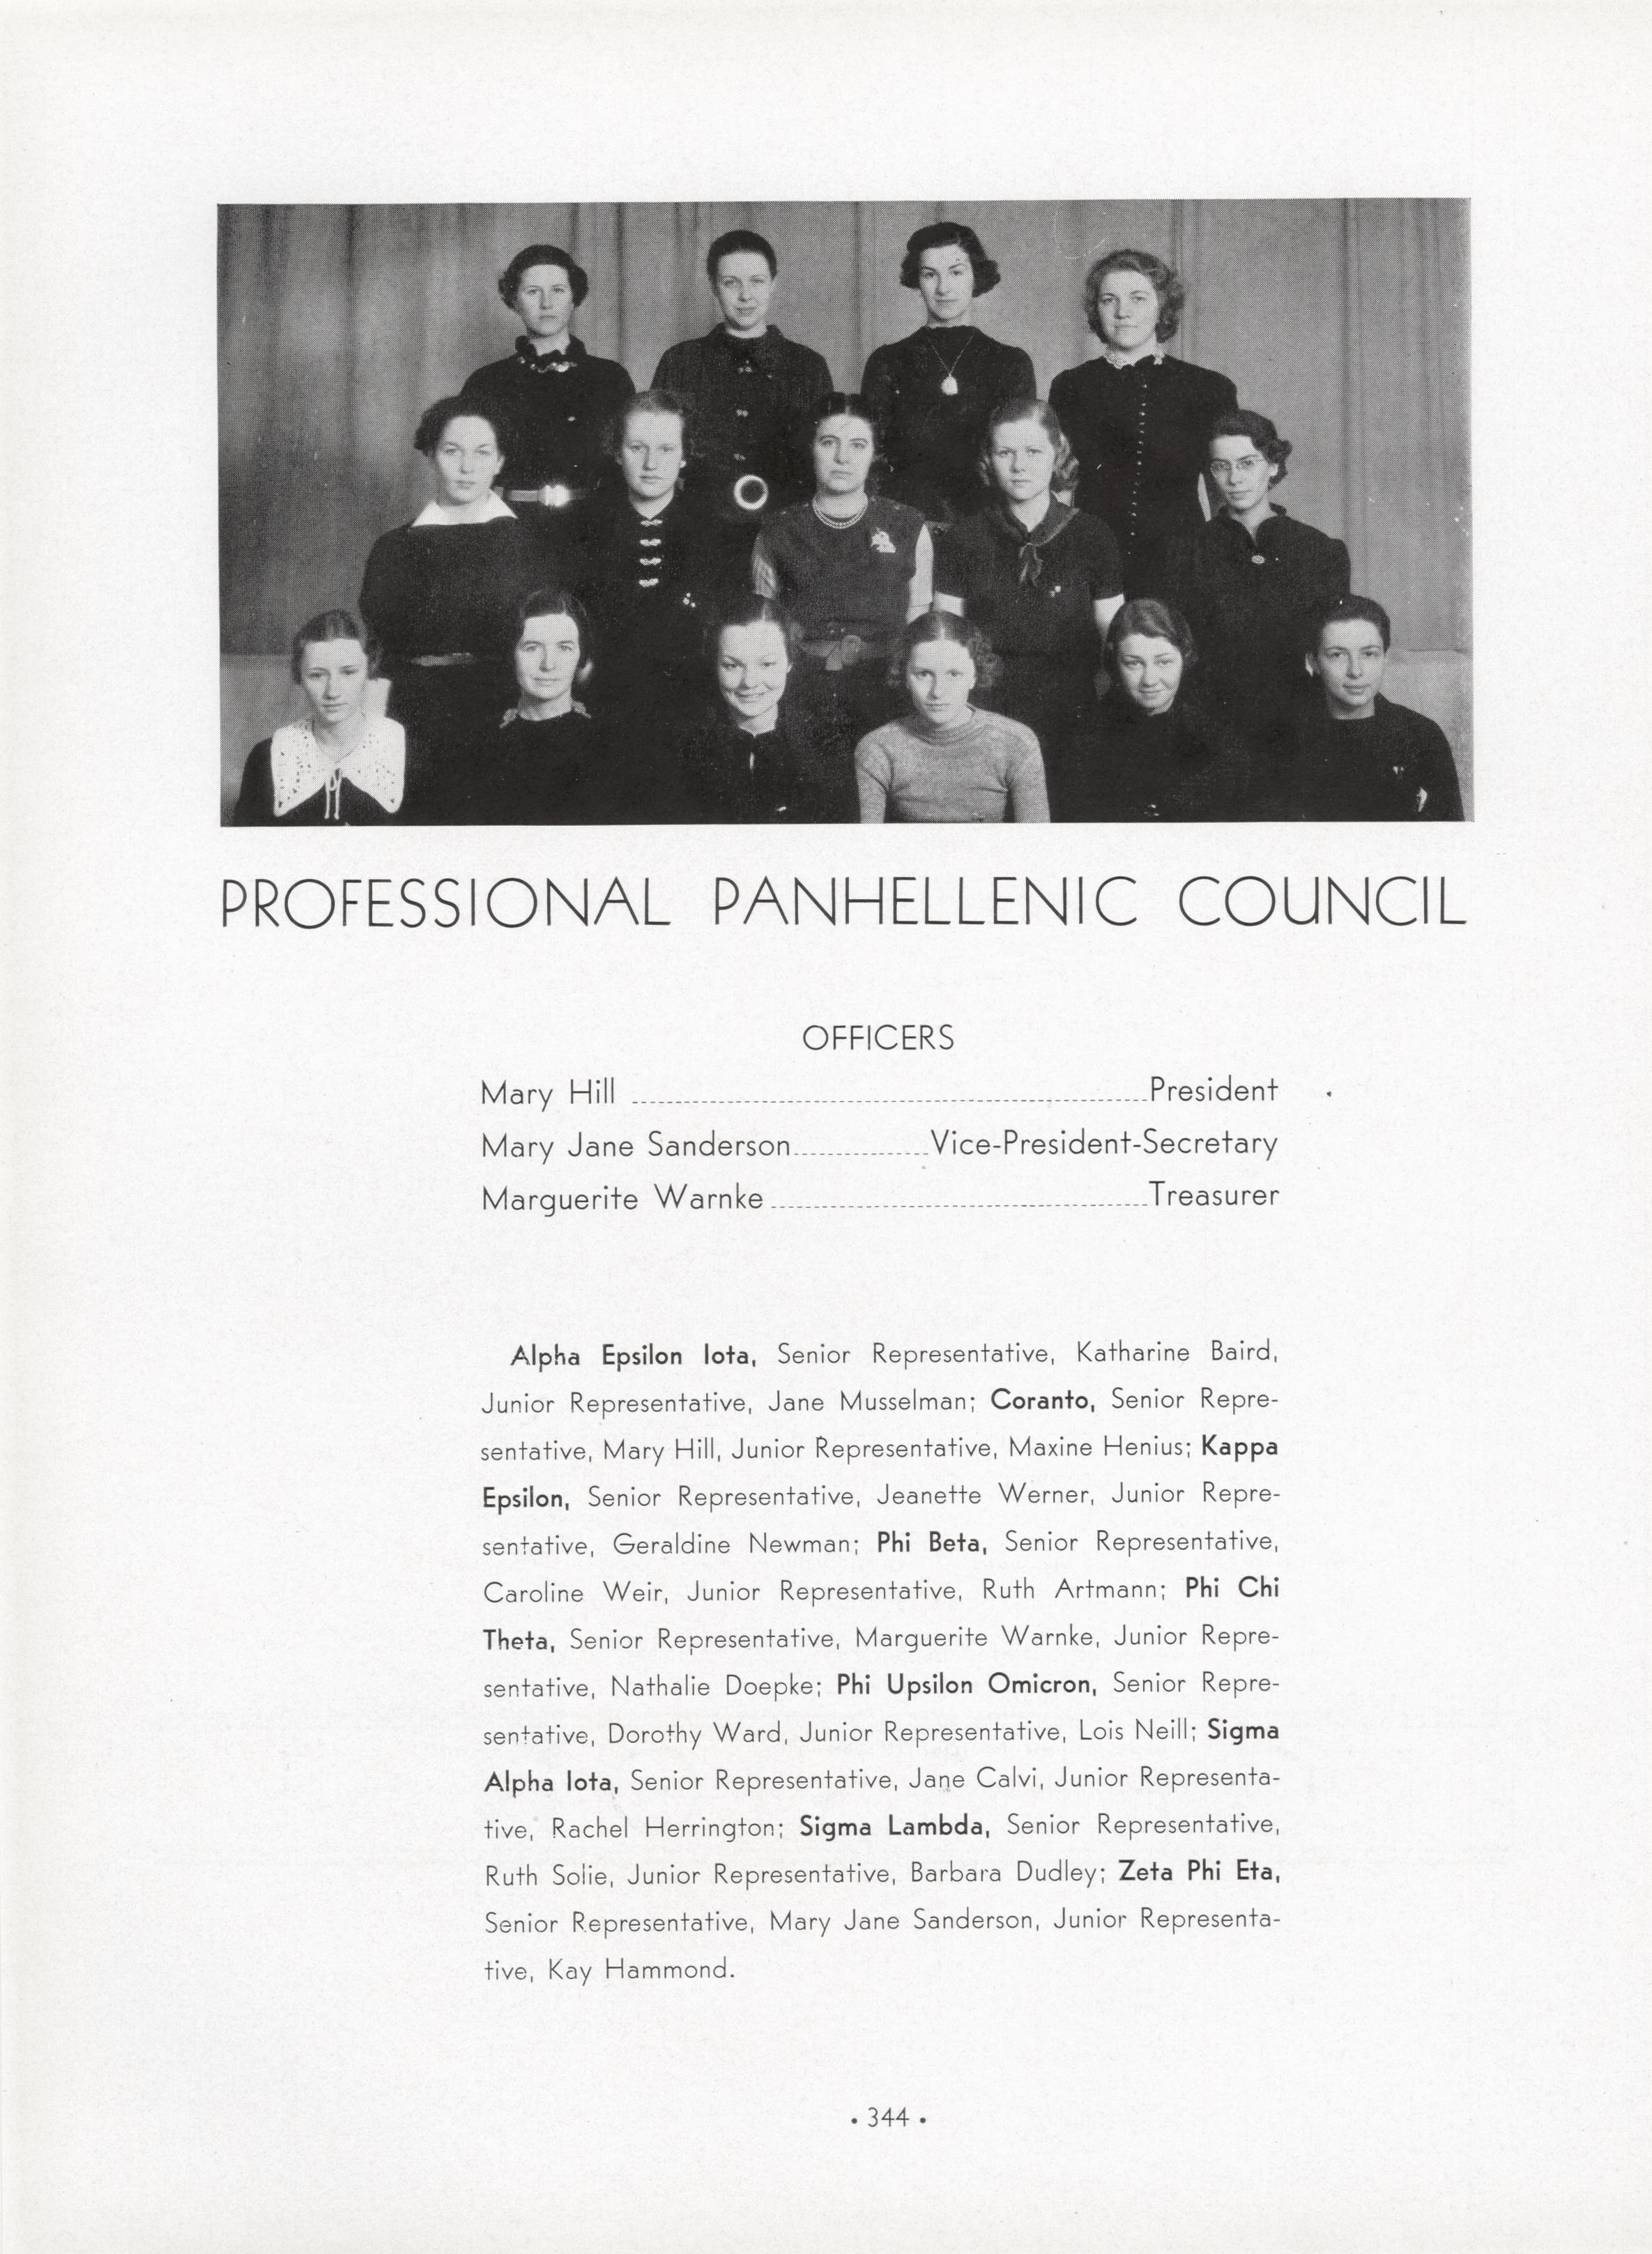 PROFESSIONAL PANHELLENIC COUNCIL
OFFICERS
Mary Hill ------------------------------President
Mary Jane Sanderson----------------Vice-President-Secretary
Marguerite Warnke------------------------------Treasurer
Alpha Epsilon Iota, Senior Representative, Katharine Baird,
Junior Representative, Jane Musselman; Coranto, Senior Repre-
sentative, Mary Hill, Junior Representative, Maxine Henius; Kappa
Epsilon, Senior Representative, Jeanette Werner, Junior Repre-
sentative, Geraldine Newman; Phi Beta, Senior Representative,
Caroline Weir, Junior Representative, Ruth Artmann; Phi Chi
Theta, Senior Representative, Marguerite Warnke, Junior Repre-
sentative, Nathalie Doepke; Phi Upsilon Omicron, Senior Repre-
sentative, Dorothy Ward, Junior Representative, Lois Neill; Sigma
Alpha Iota, Senior Representative, Jane Calvi, Junior Representa-
tive, Rachel Herrington; Sigma Lambda, Senior Representative,
Ruth Solie, Junior Representative, Barbara Dudley; Zeta Phi Eta,
Senior Representative, Mary Jane Sanderson, Junior Representa-
tive, Kay Hammond.
• 344 •